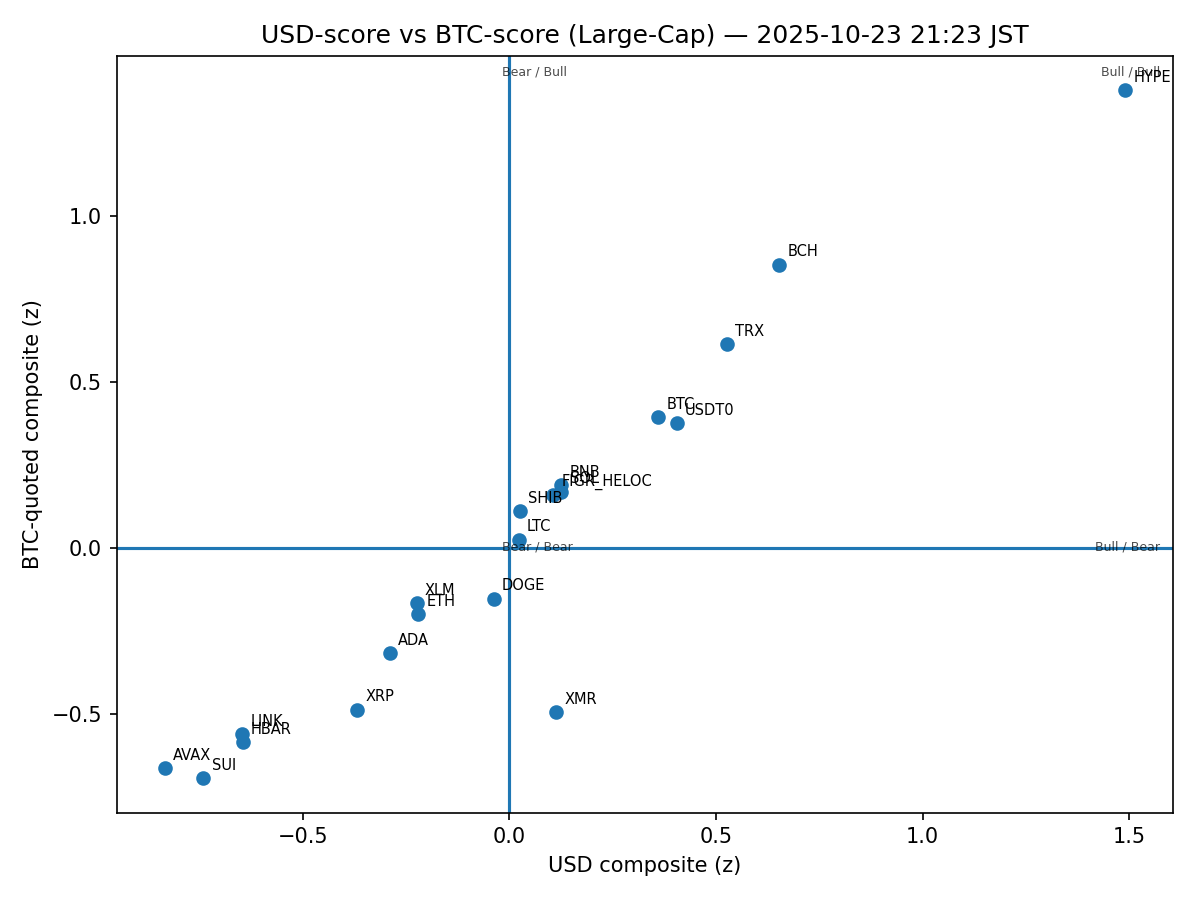 USD-score vs BTC-score (Large-Cap) — 2025-10-23 21:23 JST
Bear / Bull
Bull / Bull
HYPE
1.0
BCH
TRX
0.5
BTC
USDT0
BNB
SOL
FIGR_HELOC
SHIB
LTC
0.0
Bear / Bear
Bull / Bear
DOGE
XLM
ETH
ADA
XRP
XMR
−0.5
LINK
HBAR
AVAX
SUI
−0.5
0.0
0.5
1.0
1.5
USD composite (z)
BTC-quoted composite (z)